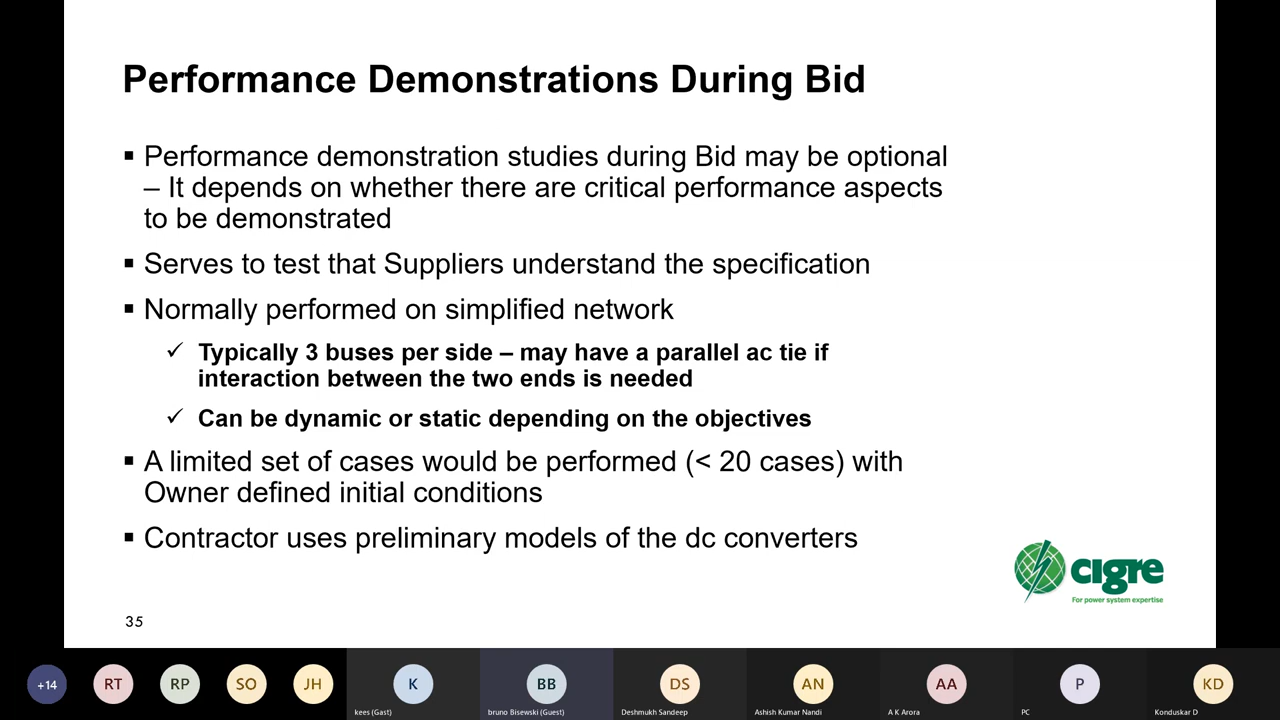 Performance Demonstrations During Bid
▪ Performance demonstration studies during Bid may be optional
– It depends on whether there are critical performance aspects
to be demonstrated
▪ Serves to test that Suppliers understand the specification
▪ Normally performed on simplified network
✓ Typically 3 buses per side – may have a parallel ac tie if
interaction between the two ends is needed
✓ Can be dynamic or static depending on the objectives
▪ A limited set of cases would be performed (< 20 cases) with
Owner defined initial conditions
▪ Contractor uses preliminary models of the dc converters
cigre
For power system expertise
35
+14
RT
RP
SO
JH
K
BB
DS
AN
AA
P
KD
kees (Gast)
bruno Bisewski (Guest)
Deshmukh Sandeep
Ashish Kumar Nandi
A K Arora
PC
Konduskar D